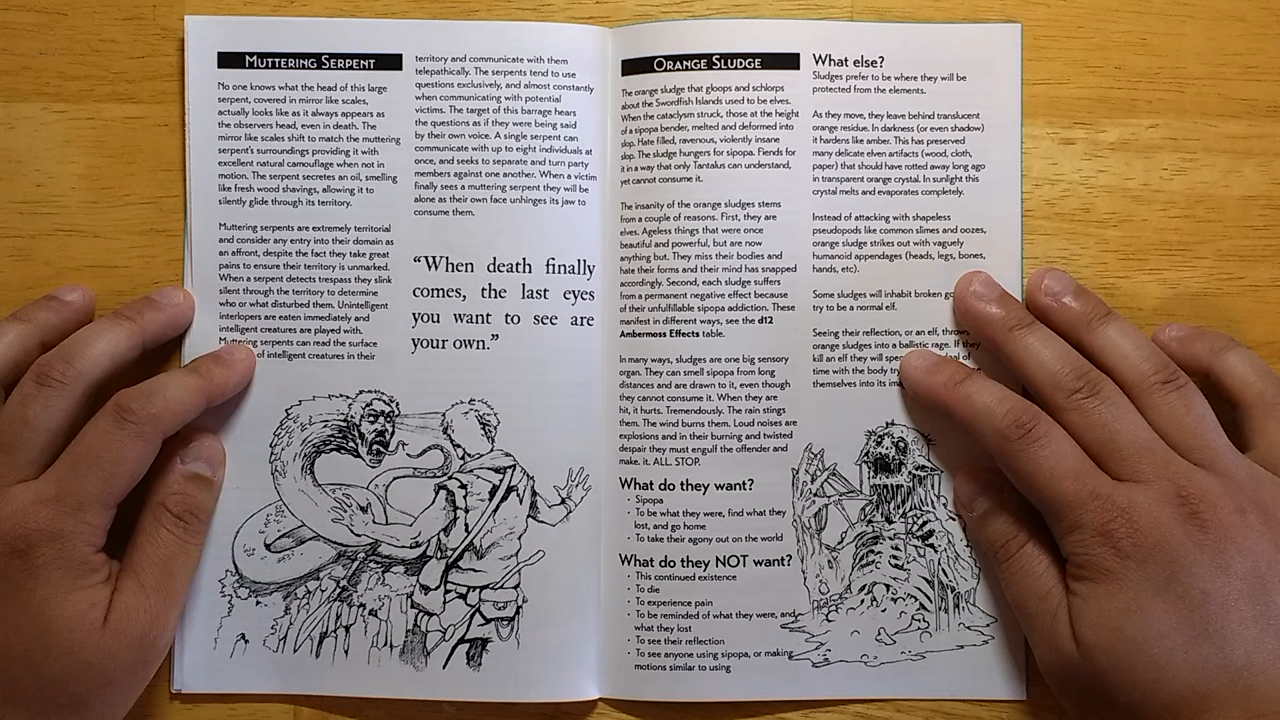 MUTTERING SERPENT
No one knows what the head of this large
serpent, covered in mirror like scales,
actually looks like as it always appears as
the observers head, even in death. The
mirror like scales shift to match the muttering
serpent's surroundings providing it with
excellent natural camouflage when not in
motion. The serpent secretes an oil, smelling
like fresh wood shavings, allowing it to
silently glide through its territory.
Muttering serpents are extremely territorial
and consider any entry into their domain as
an affront, despite the fact they take great
pains to ensure their territory is unmarked.
When a serpent detects trespass they slink
silent through the territory to determine
who or what disturbed them. Unintelligent
interlopers are eaten immediately and
intelligent creatures are played with.
Muttering serpents can read the surface
of intelligent creatures in their
territory and communicate with them
telepathically. The serpents tend to use
questions exclusively, and almost constantly
when communicating with potential
victims. The target of this barrage hears
the questions as if they were being said
by their own voice. A single serpent can
communicate with up to eight individuals at
once, and seeks to separate and turn party
members against one another. When a victim
finally sees a muttering serpent they will be
alone as their own face unhinges its jaw to
consume them.
“When death finally
comes, the last eyes
you want to see are
your own.”
ORANGE SLUDGE
The orange sludge that gloops and schlorps
about the Swordfish Islands used to be elves.
When the cataclysm struck, those at the height
of a sipopa bender, melted and deformed into
slop. Hate filled, ravenous, violently insane
slop. The sludge hungers for sipopa. Fiends for
it in a way that only Tantalus can understand,
yet cannot consume it.
The insanity of the orange sludges stems
from a couple of reasons. First, they are
elves. Ageless things that were once
beautiful and powerful, but are now
anything but. They miss their bodies and
hate their forms and their mind has snapped
accordingly. Second, each sludge suffers
from a permanent negative effect because
of their unfulfillable sipopa addiction. These
manifest in different ways, see the d12
Ambermoss Effects table.
In many ways, sludges are one big sensory
organ. They can smell sipopa from long
distances and are drawn to it, even though
they cannot consume it. When they are
hit, it hurts. Tremendously. The rain stings
them. The wind burns them. Loud noises are
explosions and in their burning and twisted
despair they must engulf the offender and
make. it. ALL. STOP.
What do they want?
• Sipopa
• To be what they were, find what they
lost, and go home
• To take their agony out on the world
What do they NOT want?
• This continued existence
• To die
• To experience pain
• To be reminded of what they were, and
what they lost
• To see their reflection
• To see anyone using sipopa, or making
motions similar to using
What else?
Sludges prefer to be where they will be
protected from the elements.
As they move, they leave behind translucent
orange residue. In darkness (or even shadow)
it hardens like amber. This has preserved
many delicate elven artifacts (wood, cloth,
paper) that should have rotted away long ago
in transparent orange crystal. In sunlight this
crystal melts and evaporates completely.
Instead of attacking with shapeless
pseudopods like common slimes and oozes,
orange sludge strikes out with vaguely
humanoid appendages (heads, legs, bones,
hands, etc).
Some sludges will inhabit broken
try to be a normal elf.
Seeing their reflection, or an elf, throws
orange sludges into a ballistic rage. If they
kill an elf they will of
time with the body
themselves into its